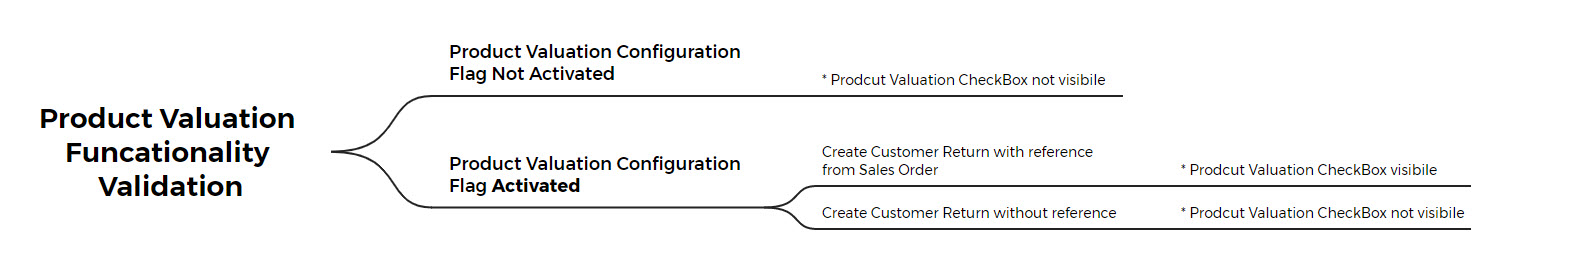 Product Valuation
Funcationality
Validation
Product Valuation Configuration
Flag Not Activated
* Prodcut Valuation CheckBox not visibile
Product Valuation Configuration
Flag Activated
Create Customer Return with reference
from Sales Order
* Prodcut Valuation CheckBox visibile
Create Customer Return without reference
* Prodcut Valuation CheckBox not visibile